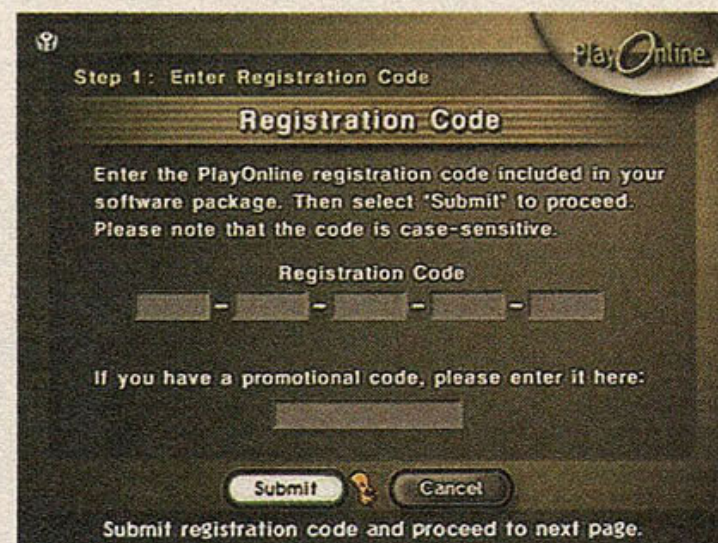 PlayOnline
Step 1: Enter Registration Code
Registration Code
Enter the PlayOnline registration code included in your
software package. Then select "Submit" to proceed.
Please note that the code is case-sensitive.
Registration Code
- - - -
If you have a promotional code, please enter it here:
Submit Cancel
Submit registration code and proceed to next page.